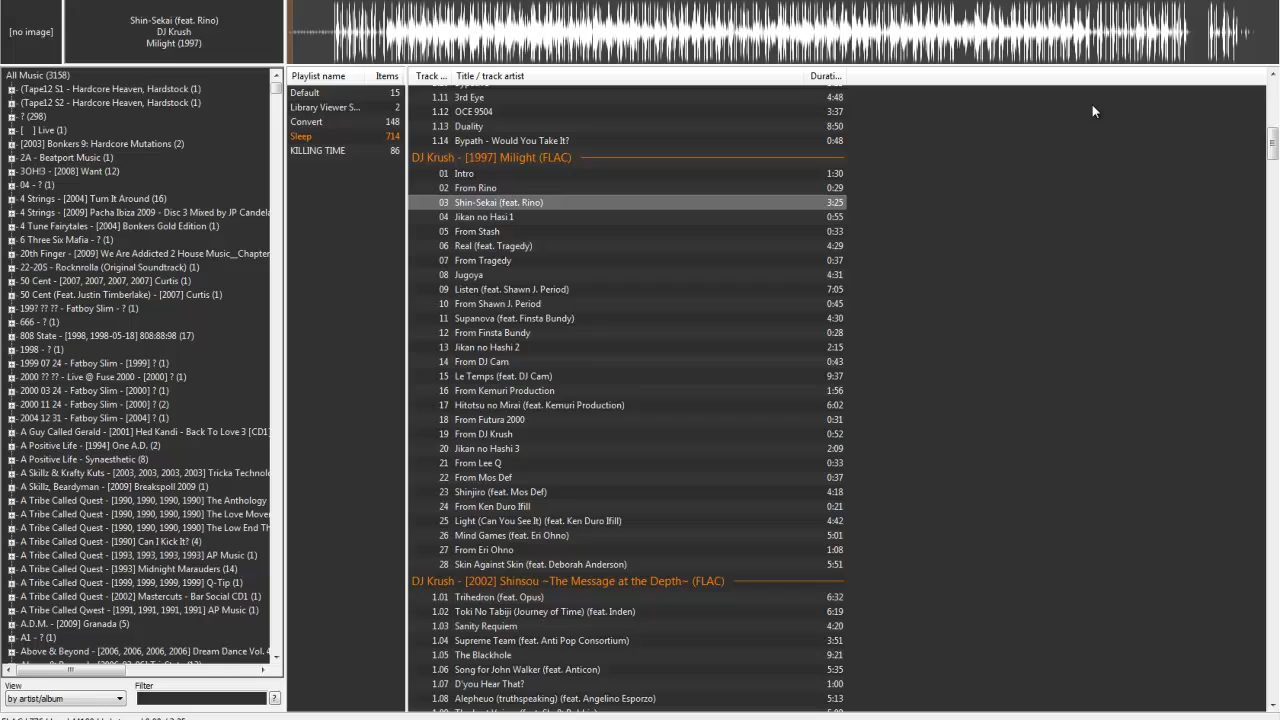 [no image]
Shin-Sekai (feat. Rino)
DJ Krush
Milight (1997)
All Music (3158)
(Tape12 S1 - Hardcore Heaven, Hardstock (1)
(Tape12 S2 - Hardcore Heaven, Hardstock (1)
? (298)
[ ] Live (1)
[2003] Bonkers 9: Hardcore Mutations (2)
2A - Beatport Music (1)
3OH!3 - [2008] Want (12)
04 - ? (1)
4 Strings - [2004] Turn It Around (16)
4 Strings - [2009] Pacha Ibiza 2009 - Disc 3 Mixed by JP Candela
4 Tune Fairytales - [2004] Bonkers Gold Edition (1)
6 Three Six Mafia - ? (1)
20th Finger - [2009] We Are Addicted 2 House Music__Chapter
22-20S - Rocknrolla (Original Soundtrack) (1)
50 Cent - [2007, 2007, 2007, 2007] Curtis (1)
50 Cent (Feat. Justin Timberlake) - [2007] Curtis (1)
199? ?? ?? - Fatboy Slim - ? (1)
666 - ? (1)
808 State - [1998, 1998-05-18] 808:88:98 (17)
1998 - ? (1)
1999 07 24 - Fatboy Slim - [1999] ? (1)
2000 ?? ?? - Live @ Fuse 2000 - [2000] ? (1)
2000 03 24 - Fatboy Slim - [2000] ? (1)
2000 11 24 - Fatboy Slim - [2000] ? (2)
2004 12 31 - Fatboy Slim - [2004] ? (1)
A Guy Called Gerald - [2001] Hed Kandi - Back To Love 3 [CD1]
A Positive Life - [1994] One A.D. (2)
A Positive Life - Synaesthetic (8)
A Skillz & Krafty Kuts - [2003, 2003, 2003, 2003] Tricka Technolo
A Skillz, Beardyman - [2009] Breakspoll 2009 (1)
A Tribe Called Quest - [1990, 1990, 1990, 1990] The Anthology
A Tribe Called Quest - [1990, 1990, 1990, 1990] The Love Movem
A Tribe Called Quest - [1990, 1990, 1990, 1990] The Low End Th
A Tribe Called Quest - [1990] Can I Kick It? (4)
A Tribe Called Quest - [1993, 1993, 1993, 1993] AP Music (1)
A Tribe Called Quest - [1993] Midnight Marauders (14)
A Tribe Called Quest - [1999, 1999, 1999, 1999] Q-Tip (1)
A Tribe Called Quest - [2002] Mastercuts - Bar Social CD1 (1)
A Tribe Called Qwest - [1991, 1991, 1991, 1991] AP Music (1)
A.D.M. - [2009] Granada (5)
A1 - ? (1)
Above & Beyond - [2006, 2006, 2006, 2006] Dream Dance Vol. 4
View
Filter
by artist/album
?
Playlist name Items
Default 15
Library Viewer S... 2
Convert 148
Sleep 714
KILLING TIME 86
Track ... Title / track artist Durati...
1.11 3rd Eye 4:48
1.12 OCE 9504 3:37
1.13 Duality 8:50
1.14 Bypath - Would You Take It? 0:48
DJ Krush - [1997] Milight (FLAC)
01 Intro 1:30
02 From Rino 0:29
03 Shin-Sekai (feat. Rino) 3:25
04 Jikan no Hasi 1 0:55
05 From Stash 0:33
06 Real (feat. Tragedy) 4:29
07 From Tragedy 0:37
08 Jugoya 4:31
09 Listen (feat. Shawn J. Period) 7:05
10 From Shawn J. Period 0:45
11 Supanova (feat. Finsta Bundy) 4:30
12 From Finsta Bundy 0:28
13 Jikan no Hashi 2 2:15
14 From DJ Cam 0:43
15 Le Temps (feat. DJ Cam) 9:37
16 From Kemuri Production 1:56
17 Hitotsu no Mirai (feat. Kemuri Production) 6:02
18 From Futura 2000 0:31
19 From DJ Krush 0:52
20 Jikan no Hashi 3 2:09
21 From Lee Q 0:33
22 From Mos Def 0:37
23 Shinjiro (feat. Mos Def) 4:18
24 From Ken Duro Ifill 0:21
25 Light (Can You See It) (feat. Ken Duro Ifill) 4:42
26 Mind Games (feat. Eri Ohno) 5:01
27 From Eri Ohno 1:08
28 Skin Against Skin (feat. Deborah Anderson) 5:51
DJ Krush - [2002] Shinsou ~The Message at the Depth~ (FLAC)
1.01 Trihedron (feat. Opus) 6:32
1.02 Toki No Tabiji (Journey of Time) (feat. Inden) 6:19
1.03 Sanity Requiem 4:20
1.04 Supreme Team (feat. Anti Pop Consortium) 3:51
1.05 The Blackhole 9:21
1.06 Song for John Walker (feat. Anticon) 5:35
1.07 D'you Hear That? 1:00
1.08 Alepheuo (truthspeaking) (feat. Angelino Esporzo) 5:13